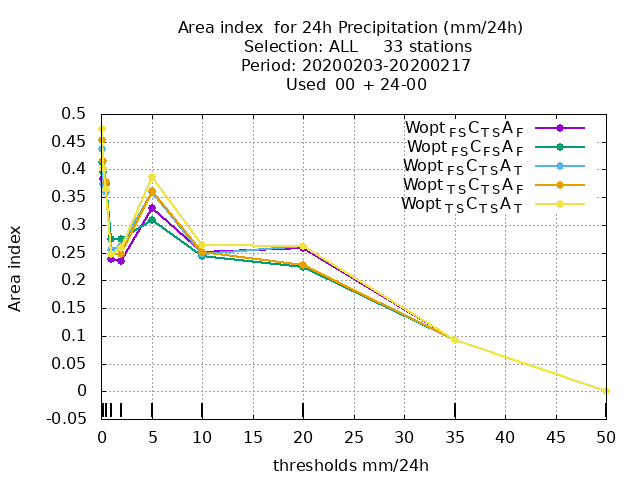 Area index  for 24h Precipitation (mm/24h)
Selection: ALL     33 stations
Period: 20200203-20200217
Used  00 + 24-00
0.5
0.45
0.4
0.35
0.3
0.25
0.2
0.15
0.1
0.05
0
-0.05
Area index
Wopt FS C TS A F
Wopt FS C FS A F
Wopt FS C TS A T
Wopt TS C TS A F
Wopt TS C TS A T
0 5 10 15 20 25 30 35 40 45 50
thresholds mm/24h